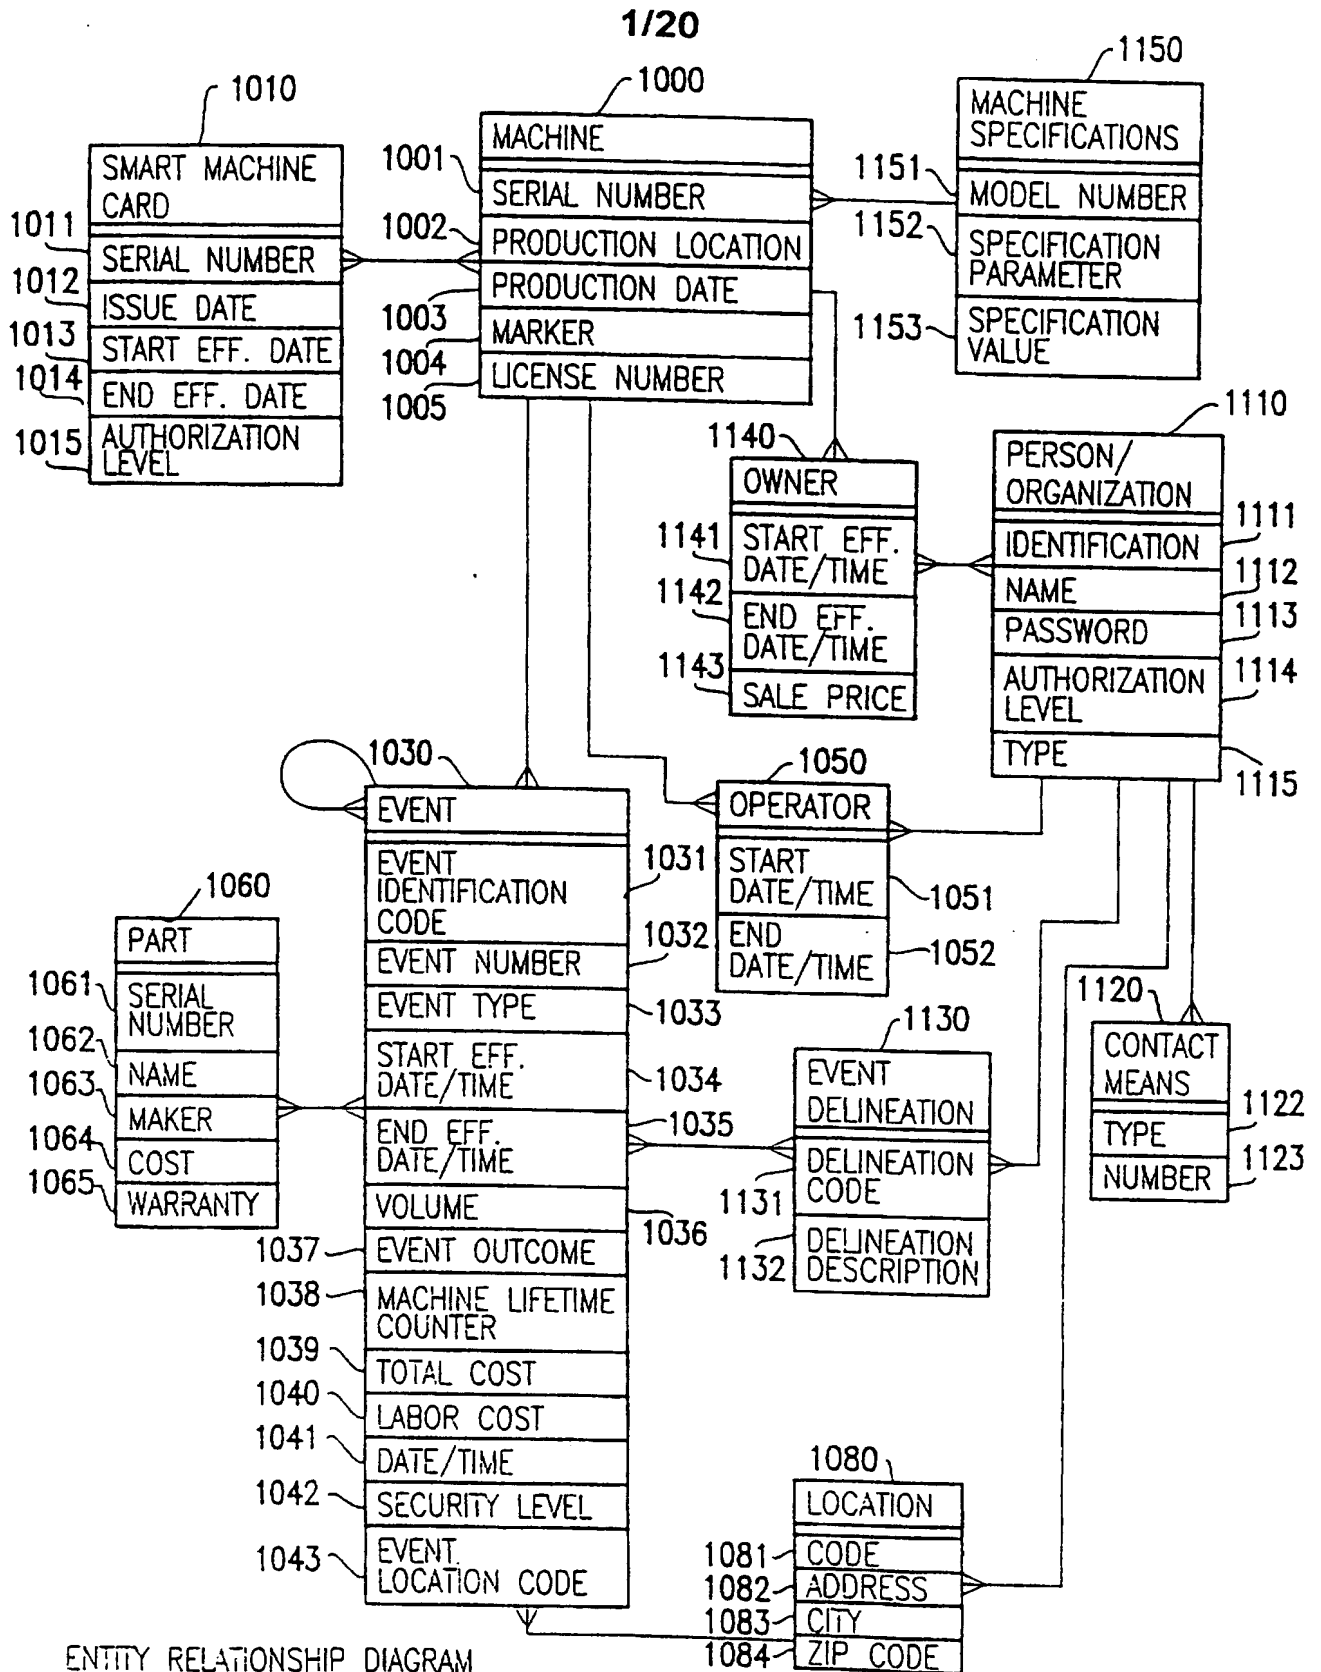 1/20
1010
SMART MACHINE
CARD
1011
SERIAL NUMBER
1012
ISSUE DATE
1013
START EFF. DATE
1014
END EFF. DATE
1015
AUTHORIZATION
LEVEL
1000
MACHINE
1001
SERIAL NUMBER
1002
PRODUCTION LOCATION
PRODUCTION DATE
1003
MARKER
1004
LICENSE NUMBER
1005
1150
MACHINE
SPECIFICATIONS
1151
MODEL NUMBER
1152
SPECIFICATION
PARAMETER
1153
SPECIFICATION
VALUE
1140
OWNER
1141
START EFF.
DATE/TIME
1142
END EFF.
DATE/TIME
1143
SALE PRICE
1110
PERSON/
ORGANIZATION
1111
IDENTIFICATION
1112
NAME
1113
PASSWORD
AUTHORIZATION
LEVEL
1114
TYPE
1115
1030
EVENT
EVENT
IDENTIFICATION
CODE
1031
1032
EVENT NUMBER
EVENT TYPE
1033
START EFF.
DATE/TIME
1034
1035
END EFF.
DATE/TIME
VOLUME
1036
1037
EVENT OUTCOME
1038
MACHINE LIFETIME
COUNTER
1039
TOTAL COST
1040
LABOR COST
1041
DATE/TIME
1042
SECURITY LEVEL
1043
EVENT
LOCATION CODE
1050
OPERATOR
START
DATE/TIME
1051
END
DATE/TIME
1052
1060
PART
1061
SERIAL
NUMBER
1062
NAME
1063
MAKER
1064
COST
1065
WARRANTY
1130
EVENT
DELINEATION
DELINEATION
CODE
1131
DELINEATION
DESCRIPTION
1132
1120
CONTACT
MEANS
1122
TYPE
1123
NUMBER
1080
LOCATION
1081
CODE
1082
ADDRESS
1083
CITY
1084
ZIP CODE
ENTITY RELATIONSHIP DIAGRAM